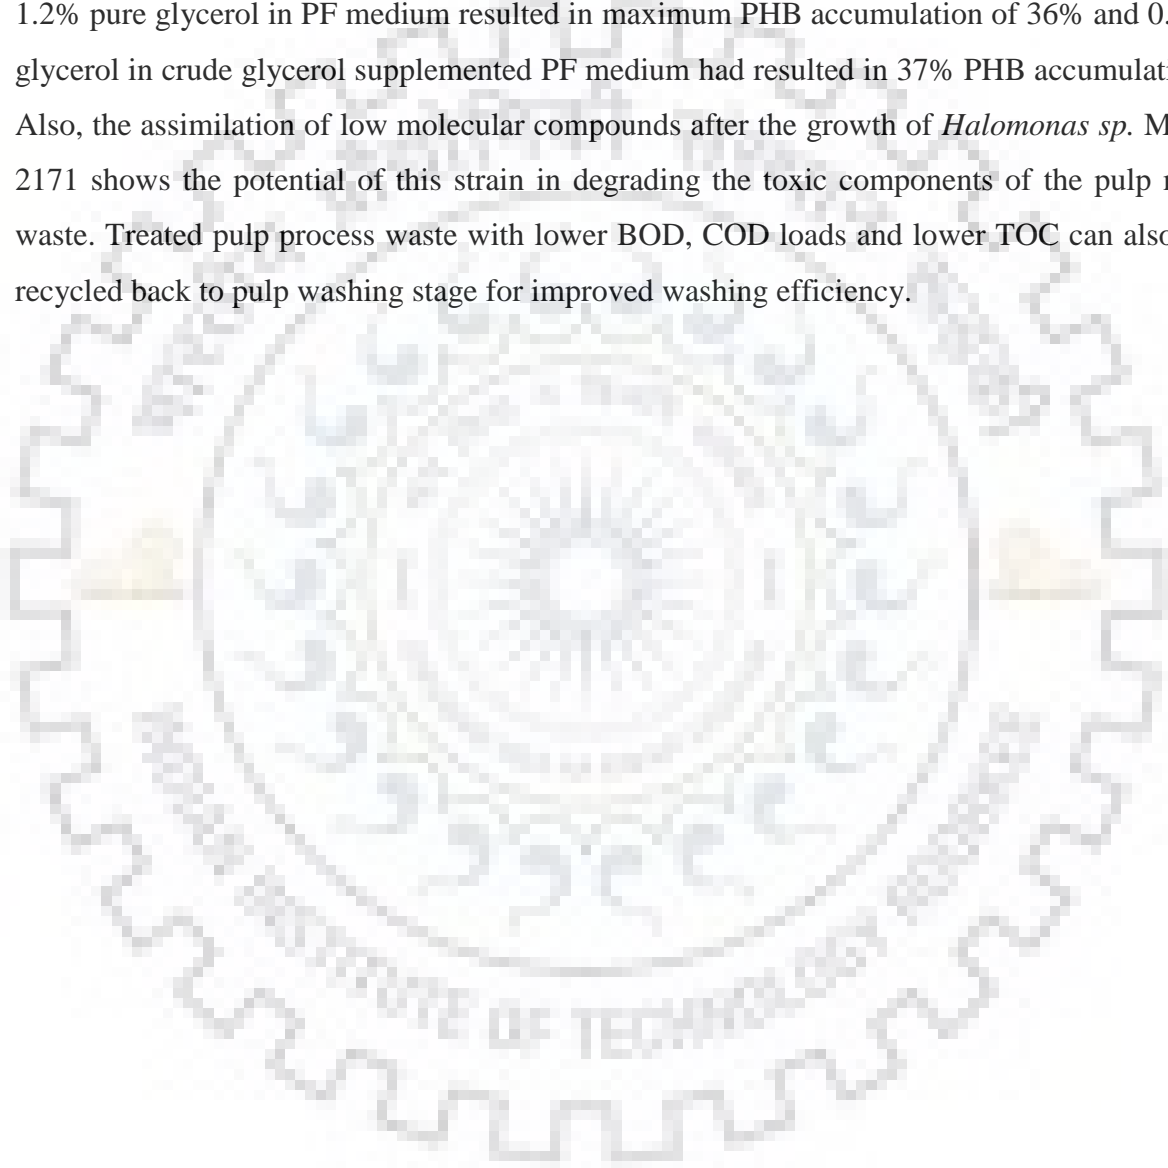 1.2% pure glycerol in PF medium resulted in maximum PHB accumulation of 36% and 0.
glycerol in crude glycerol supplemented PF medium had resulted in 37% PHB
Also, the assimilation of low molecular compounds after the growth of Halomonas sp.
2171 shows the potential of this strain in degrading the toxic components of the pulp
waste. Treated pulp process waste with lower BOD, COD loads and lower TOC can also
recycled back to pulp washing stage for improved washing efficiency.
INSTITUTE OF TECHNOLOGY ROORKEE